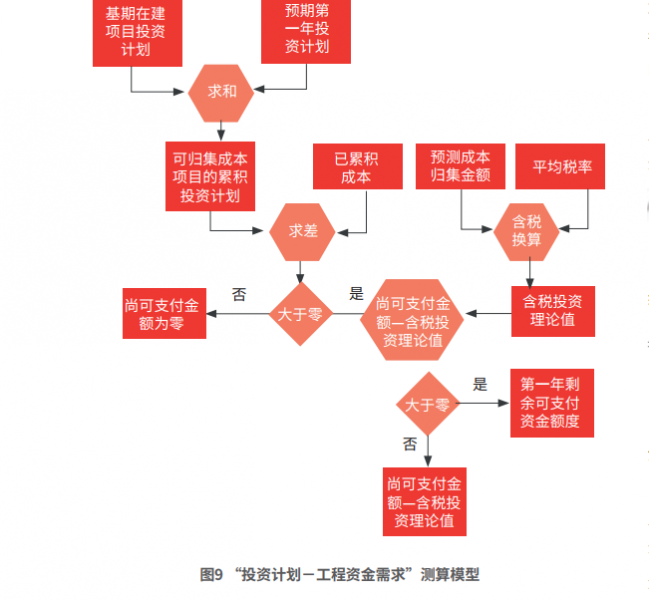 基期在建
项目投资
计划
预期第
一年投
资计划
求和
可归集成本
项目的累积
投资计划
已累积
成本
预测成本
归集金额
平均税率
求差
含税
换算
尚可支付金
额为零
否
大于零
是
尚可支付金
额—含税投
资理论值
含税投资
理论值
大于零
是
第一年剩
余可支付
资金额度
否
尚可支付金
额—含税投
资理论值
图9 “投资计划－工程资金需求”测算模型